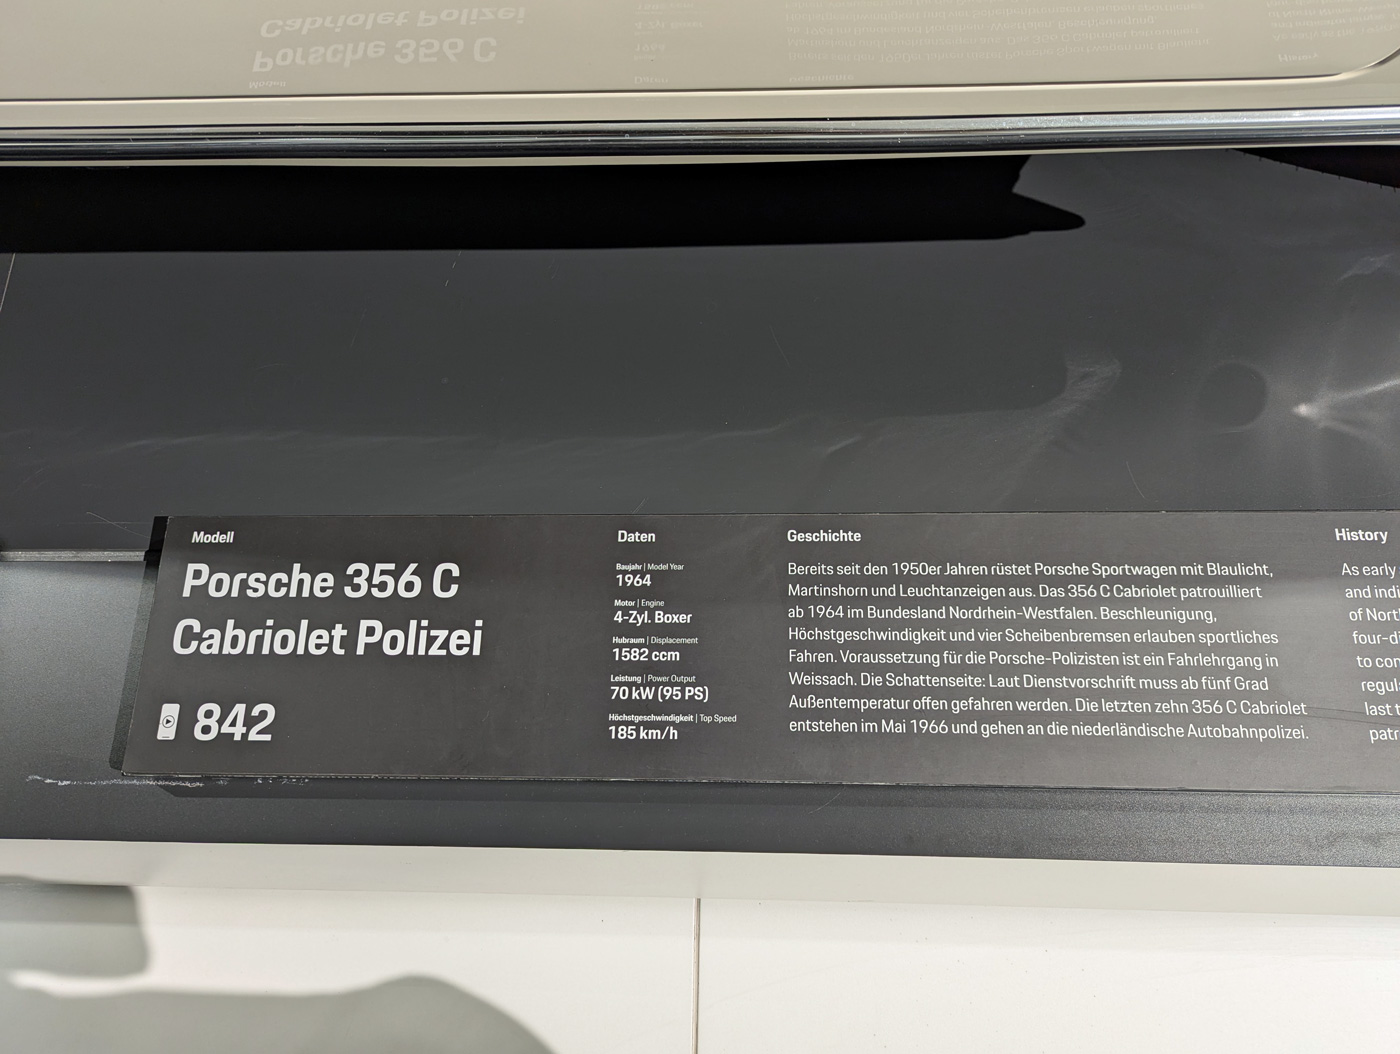 Modell
Porsche 356 C
Cabriolet Polizei
842
Daten
Baujahr | Model Year
1964
Motor | Engine
4-Zyl. Boxer
Hubraum | Displacement
1582 ccm
Leistung | Power Output
70 kW (95 PS)
Höchstgeschwindigkeit | Top Speed
185 km/h
Geschichte
Bereits seit den 1950er Jahren rüstet Porsche Sportwagen mit Blaulicht,
Martinshorn und Leuchtanzeigen aus. Das 356 C Cabriolet patrouilliert
ab 1964 im Bundesland Nordrhein-Westfalen. Beschleunigung,
Höchstgeschwindigkeit und vier Scheibenbremsen erlauben sportliches
Fahren. Voraussetzung für die Porsche-Polizisten ist ein Fahrlehrgang in
Weissach. Die Schattenseite: Laut Dienstvorschrift muss ab fünf Grad
Außentemperatur offen gefahren werden. Die letzten zehn 356 C Cabriolet
entstehen im Mai 1966 und gehen an die niederländische Autobahnpolizei.
History
As early
and indi
of Nort
four-di
to con
regul
last t
patr